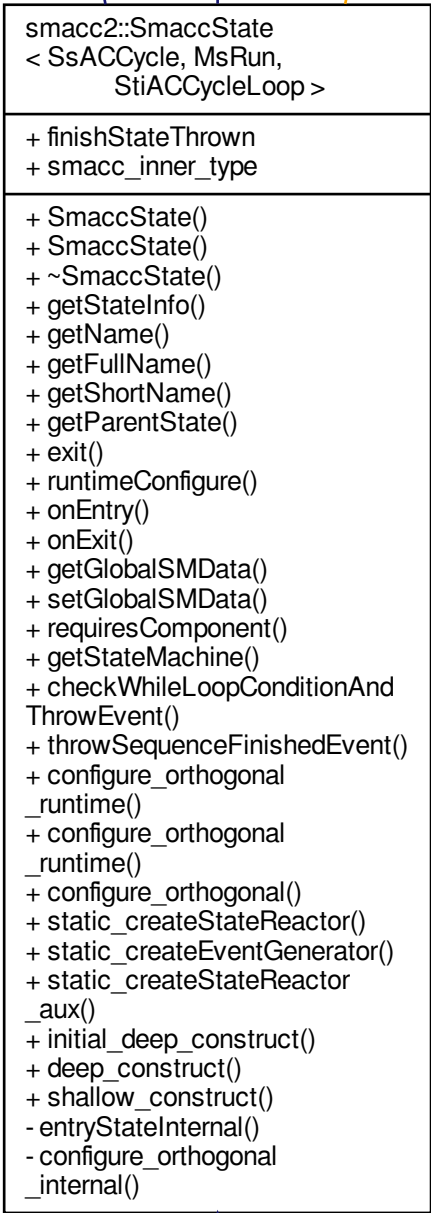 smacc2::SmaccState
< SsACCycle, MsRun,
StiACCycleLoop >
+ finishStateThrown
+ smacc_inner_type
+ SmaccState()
+ SmaccState()
+ ~SmaccState()
+ getStateInfo()
+ getName()
+ getFullName()
+ getShortName()
+ getParentState()
+ exit()
+ runtimeConfigure()
+ onEntry()
+ onExit()
+ getGlobalSMData()
+ setGlobalSMData()
+ requiresComponent()
+ getStateMachine()
+ checkWhileLoopConditionAnd
ThrowEvent()
+ throwSequenceFinishedEvent()
+ configure_orthogonal
_runtime()
+ configure_orthogonal
_runtime()
+ configure_orthogonal()
+ static_createStateReactor()
+ static_createEventGenerator()
+ static_createStateReactor
_aux()
+ initial_deep_construct()
+ deep_construct()
+ shallow_construct()
- entryStateInternal()
- configure_orthogonal
_internal()